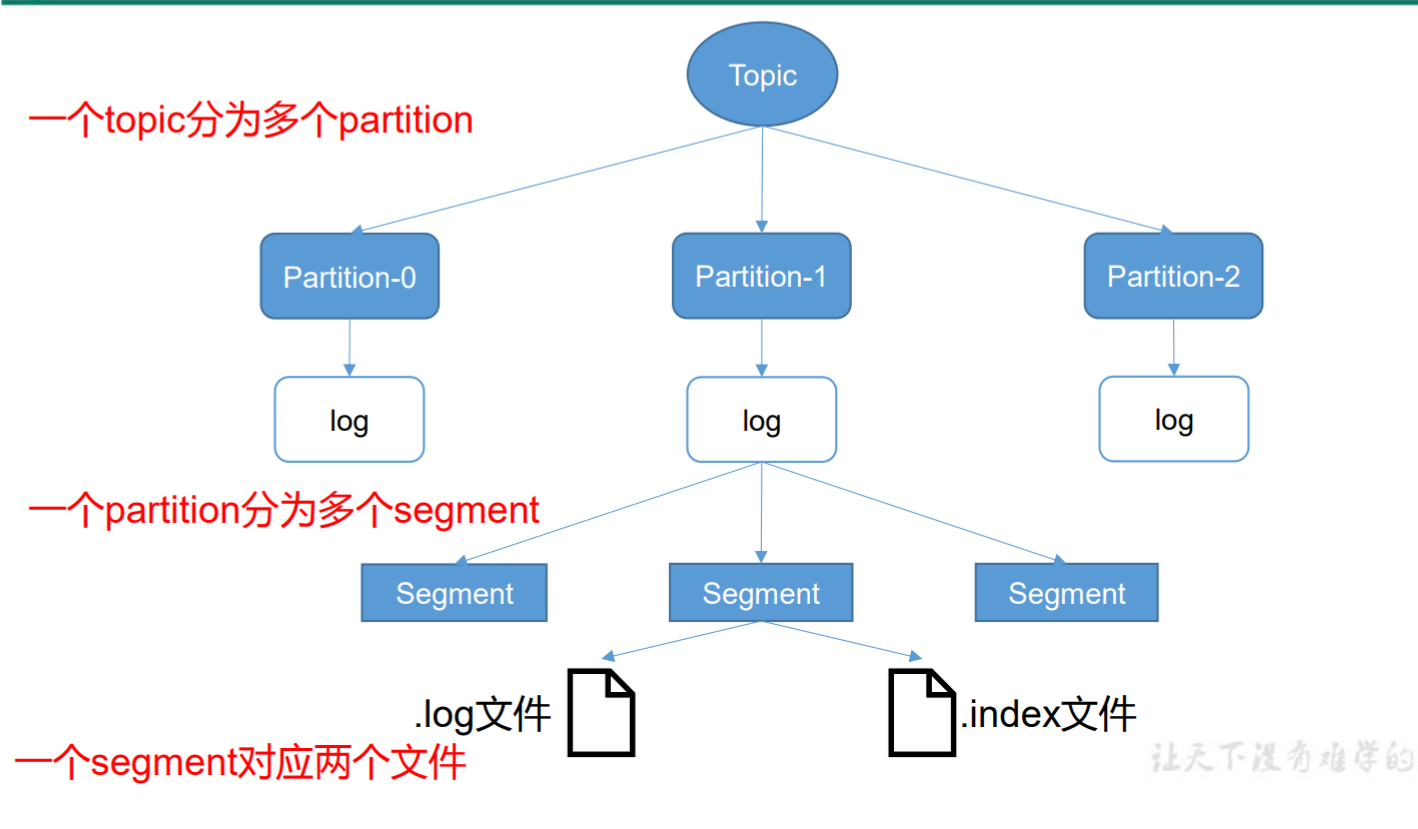 Topic
一个topic分为多个partition
Partition-0
Partition-1
Partition-2
log
log
log
一个partition分为多个segment
Segment
Segment
Segment
.log文件
.index文件
一个segment对应两个文件
让天下没有难学的